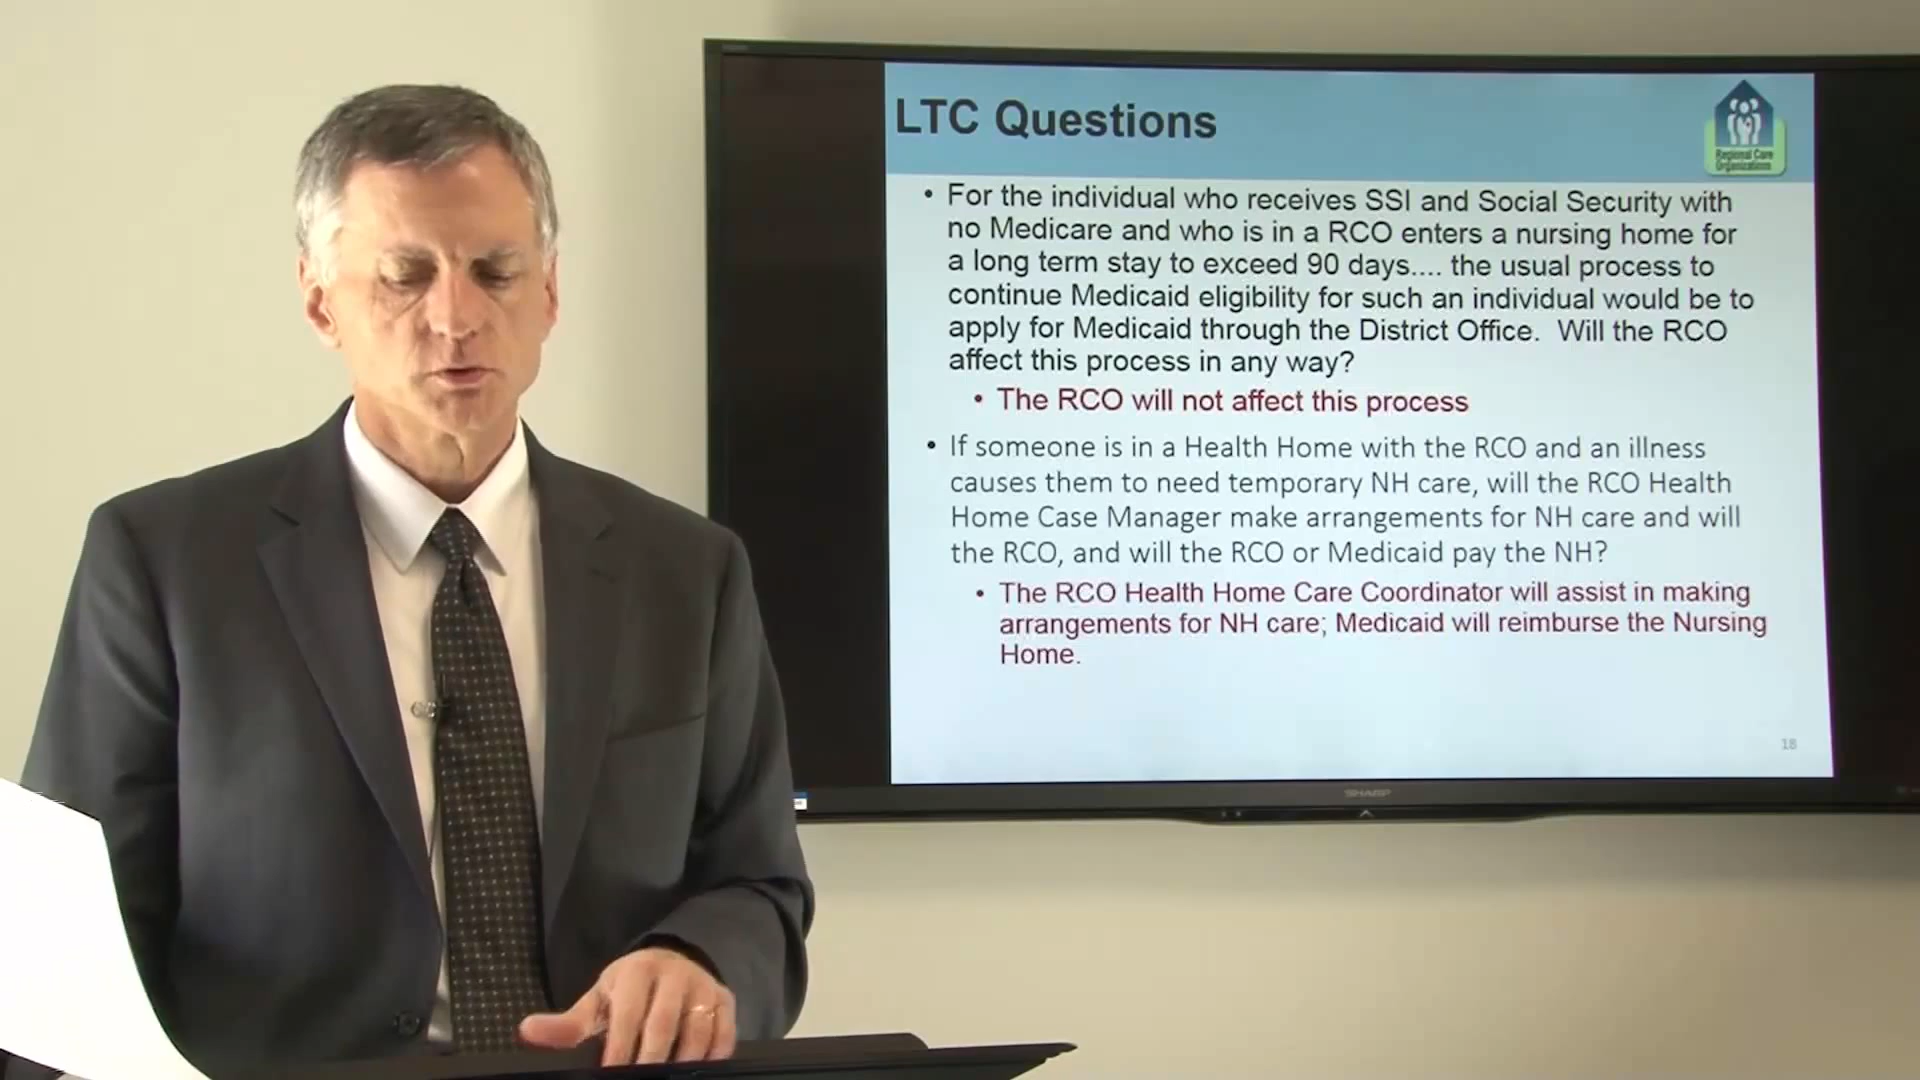 LTC Questions
Regional Care
Organizations
• For the individual who receives SSI and Social Security with
no Medicare and who is in a RCO enters a nursing home for
a long term stay to exceed 90 days.... the usual process to
continue Medicaid eligibility for such an individual would be to
apply for Medicaid through the District Office. Will the RCO
affect this process in any way?
• The RCO will not affect this process
• If someone is in a Health Home with the RCO and an illness
causes them to need temporary NH care, will the RCO Health
Home Case Manager make arrangements for NH care and will
the RCO, and will the RCO or Medicaid pay the NH?
• The RCO Health Home Care Coordinator will assist in making
arrangements for NH care; Medicaid will reimburse the Nursing
Home.
18
SHARP